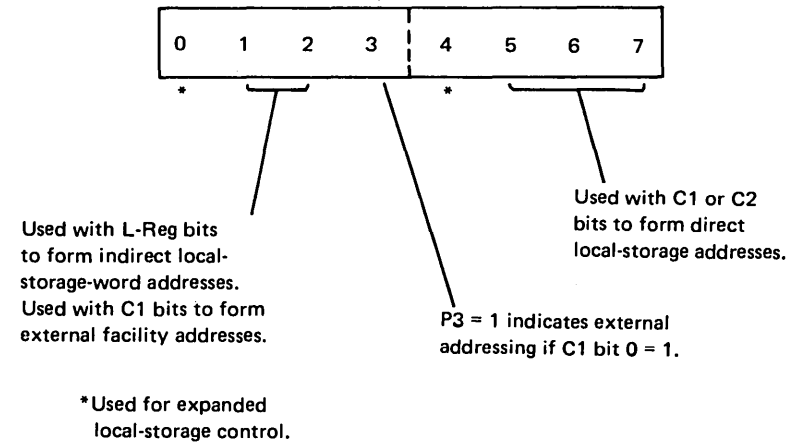 0 1 2 3 4 5 6 7
* *
Used with L-Reg bits
to form indirect local-
storage-word addresses.
Used with C1 bits to form
external facility addresses.
P3 = 1 indicates external
addressing if C1 bit 0 = 1.
Used with C1 or C2
bits to form direct
local-storage addresses.
*Used for expanded
local-storage control.